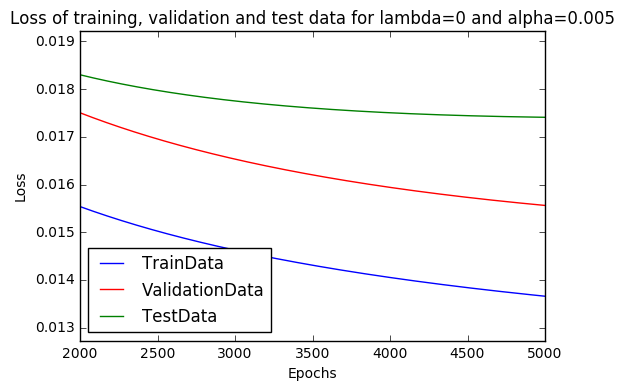 Loss of training, validation and test data for lambda=0 and alpha=0.005
0.019
0.018
0.017
0.016
0.015
0.014
0.013
Loss
TrainData
ValidationData
TestData
2000 2500 3000 3500 4000 4500 5000
Epochs